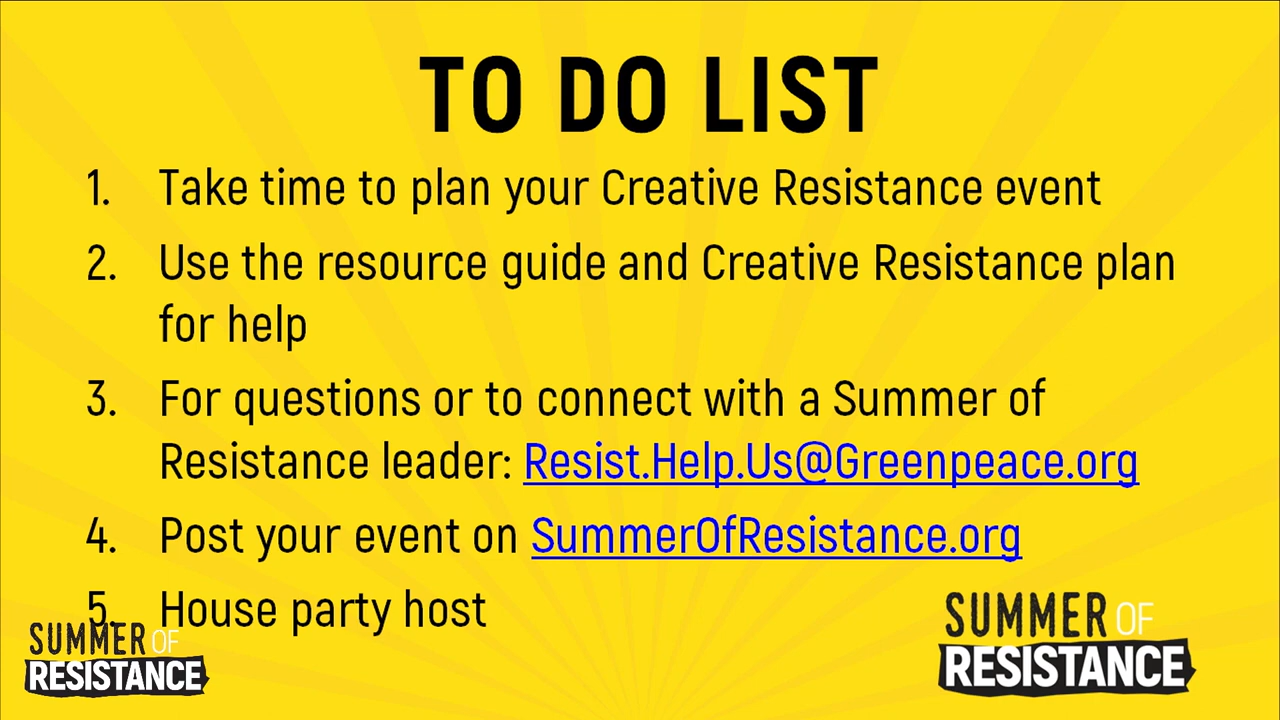 TO DO LIST
1. Take time to plan your Creative Resistance event
2. Use the resource guide and Creative Resistance plan
for help
3. For questions or to connect with a Summer of
Resistance leader: Resist.Help.Us@Greenpeace.org
4. Post your event on SummerOfResistance.org
5. House party host
SUMMER OF
RESISTANCE
SUMMER OF
RESISTANCE